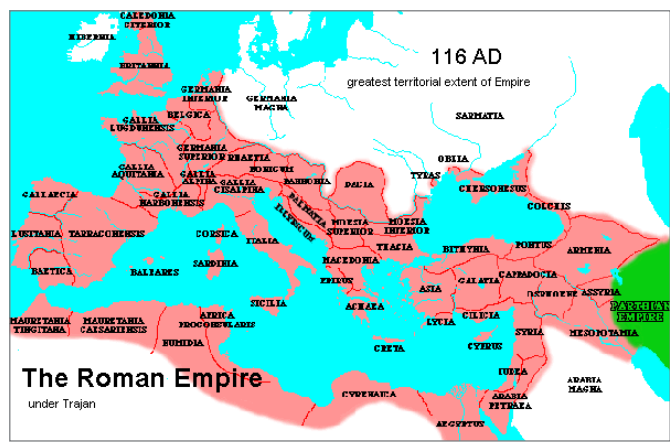 CALEDONIA
CITERIOR
HIBERNIA
BRITANNIA
116 AD
greatest territorial extent of Empire
GERMANIA
INFERIOR
GERMANIA
MAGNA
BELGICA
SARMATIA
GALLIA
LUGDUNENSIS
GERMANIA
SUPERIOR
RHAETIA
NORICUM
PANNONIA
OLBIA
TYRAS
GALLIA
AQUITANIA
GALLIA
ALPINA
GALLIA
CISALPINA
DACIA
CHERSONESUS
GALLAECIA
GALLIA
NARBONENSIS
DALMATIA
ILLYRICUM
MOESIA
SUPERIOR
MOESIA
INFERIOR
COLCHIS
LUSITANIA
TARRACONENSIS
CORSICA
ITALIA
THACIA
BITHYNIA
PONTUS
ARMENIA
MACEDONIA
BAETICA
BALEARES
SARDINIA
EPIRUS
ASIA
GALATIA
CAPPADOCIA
OSRHOENE
ASSYRIA
PARTHIAN
EMPIRE
SICILIA
ACHAEA
LYCIA
CILICIA
MAURETANIA
TINGITANA
MAURETANIA
CAESARIENSIS
AFRICA
PROCONSULARIS
SYRIA
MESOPOTAMIA
NUMIDIA
CRETA
CYPRUS
The Roman Empire
under Trajan
IUDEA
ARABIA
MAGNA
CYRENAICA
ARABIA
PETRAEA
AEGYPTUS